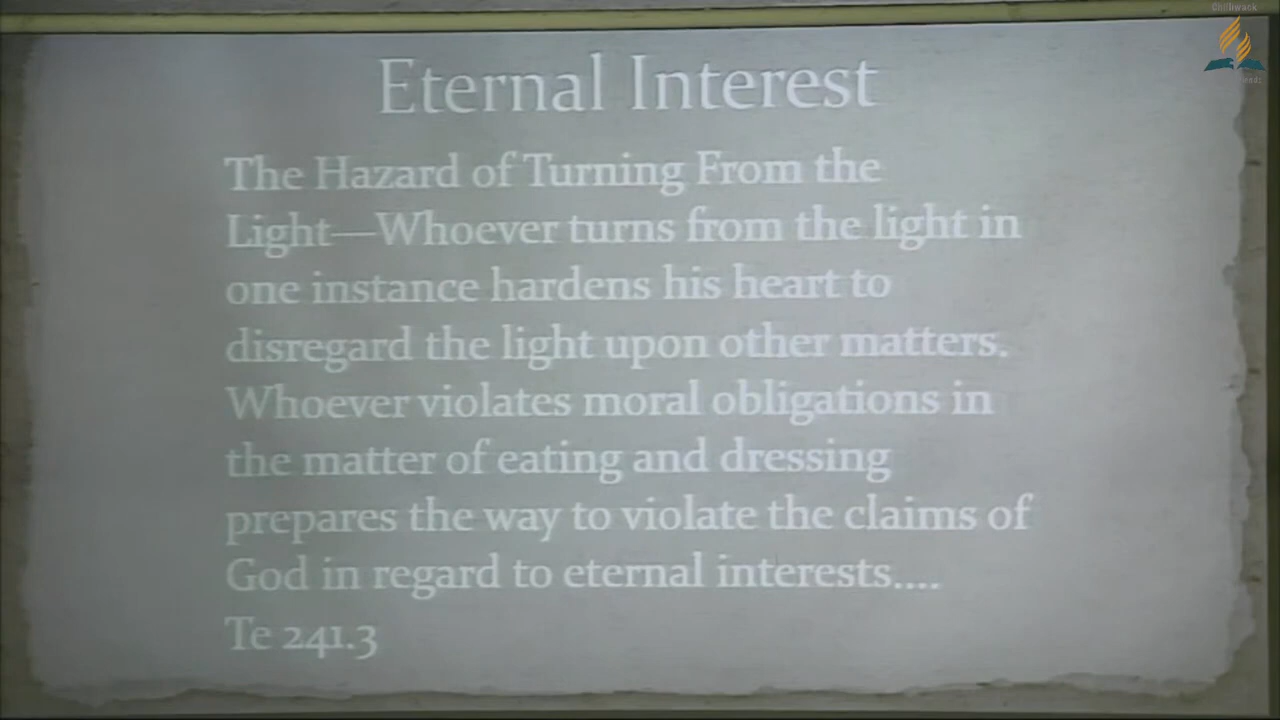 Chilliwack
Eternal Interest
The Hazard of Turning From the
Light—Whoever turns from the light in
one instance hardens his heart to
disregard the light upon other matters.
Whoever violates moral obligations in
the matter of eating and dressing
prepares the way to violate the claims of
God in regard to eternal interests....
Te 241.3